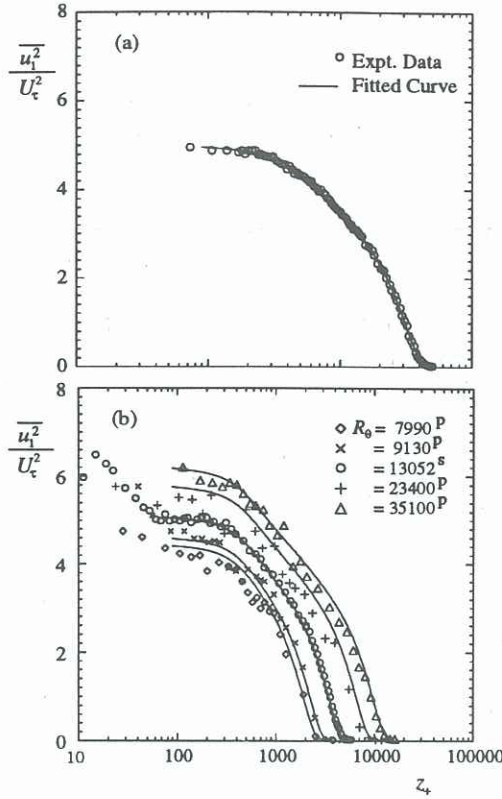 (a)
8
6
4
2
0
u₁²
U_τ²
Expt. Data
Fitted Curve
(b)
8
6
4
2
0
u₁²
U_τ²
R_θ = 7990 p
= 9130 p
= 13052 s
= 23400 p
= 35100 p
10 100 1000 10000 100000
z₊